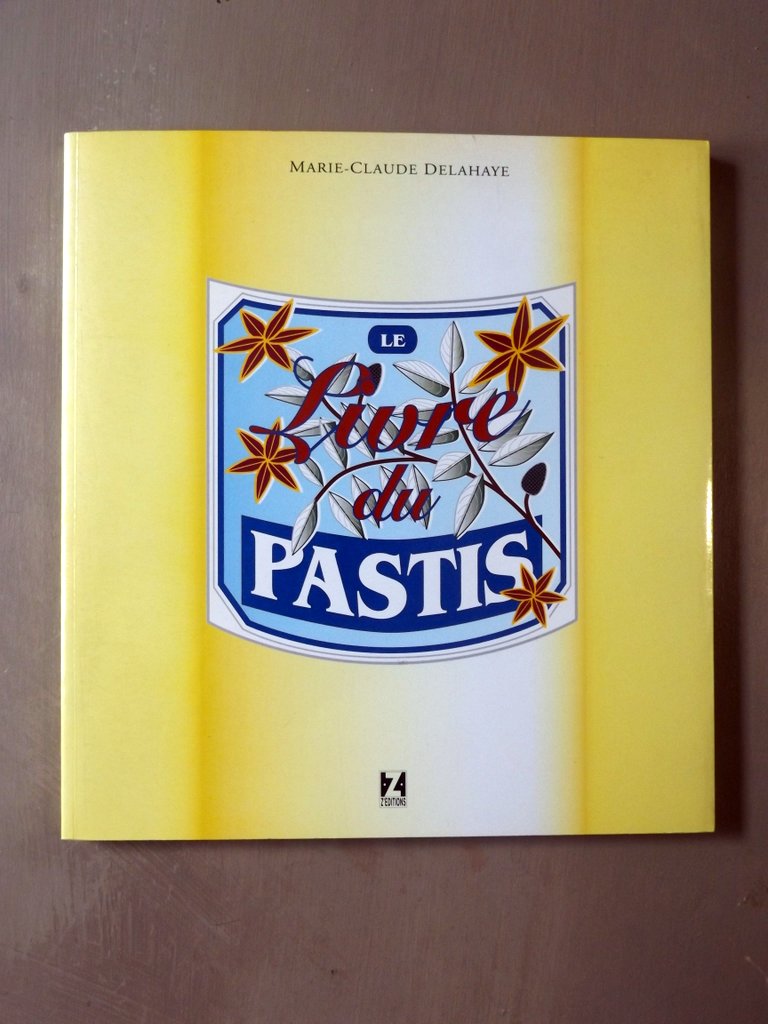 MARIE-CLAUDE DELAHAYE
LE
Livre
du
PASTIS
Z
Z'ÉDITIONS